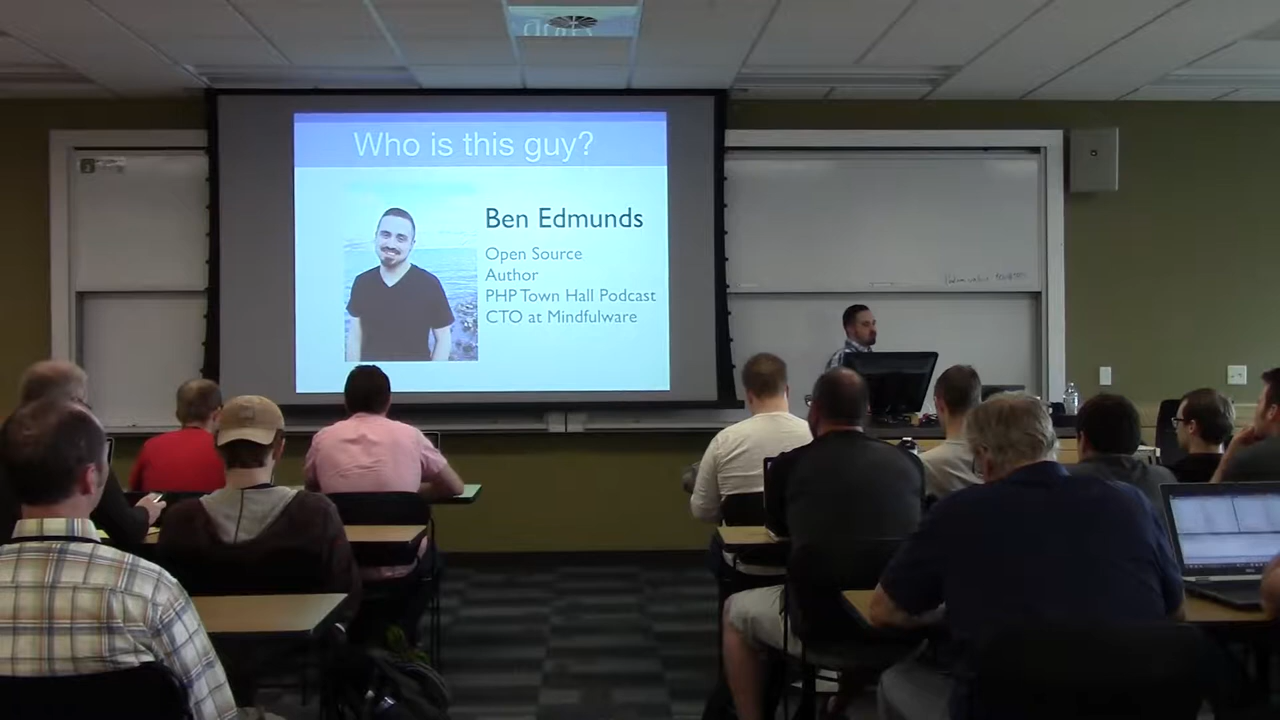 Who is this guy?
Ben Edmunds
Open Source
Author
PHP Town Hall Podcast
CTO at Mindfulware